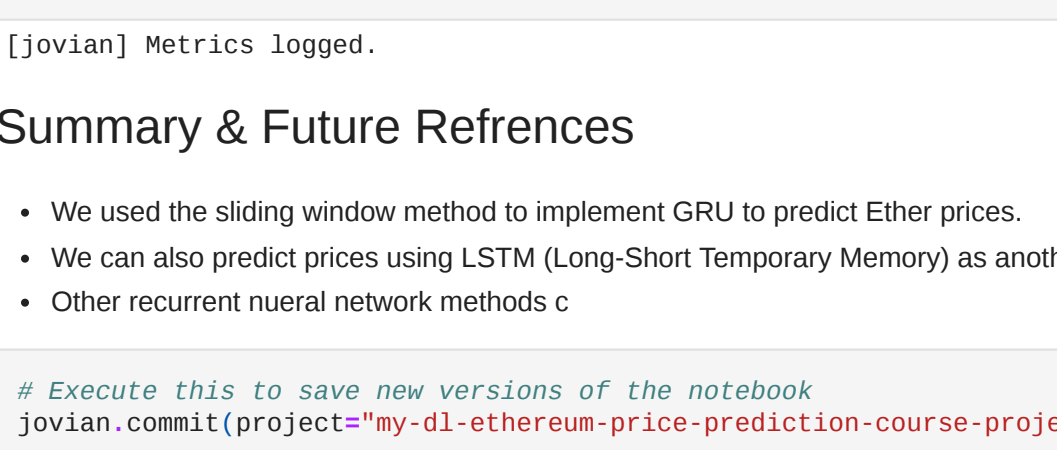 [jovian] Metrics logged.
Summary & Future Refrences
• We used the sliding window method to implement GRU to predict Ether prices.
• We can also predict prices using LSTM (Long-Short Temporary Memory) as anoth
• Other recurrent nueral network methods c
# Execute this to save new versions of the notebook
jovian.commit(project="my-dl-ethereum-price-prediction-course-proje